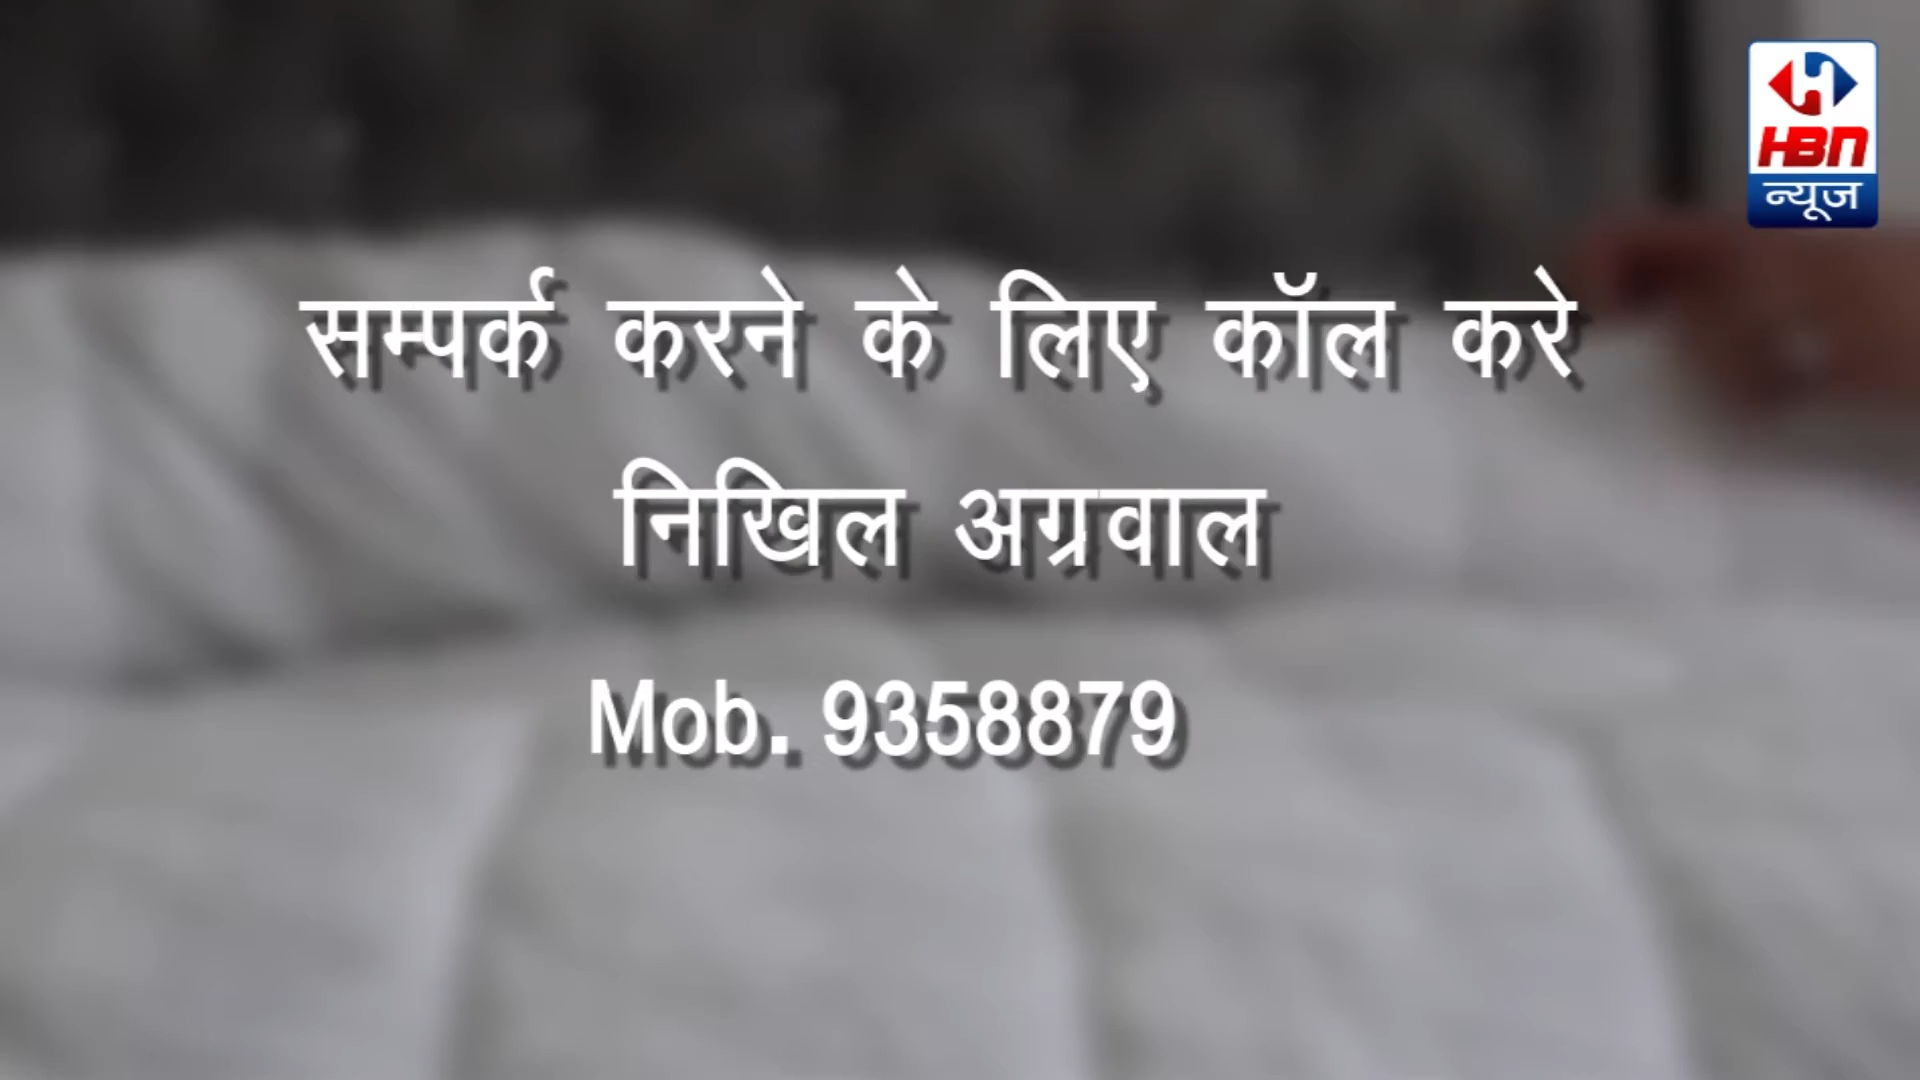 HBN
न्यूज
सम्पर्क करने के लिए कॉल करे
निखिल अग्रवाल
Mob. 9358879